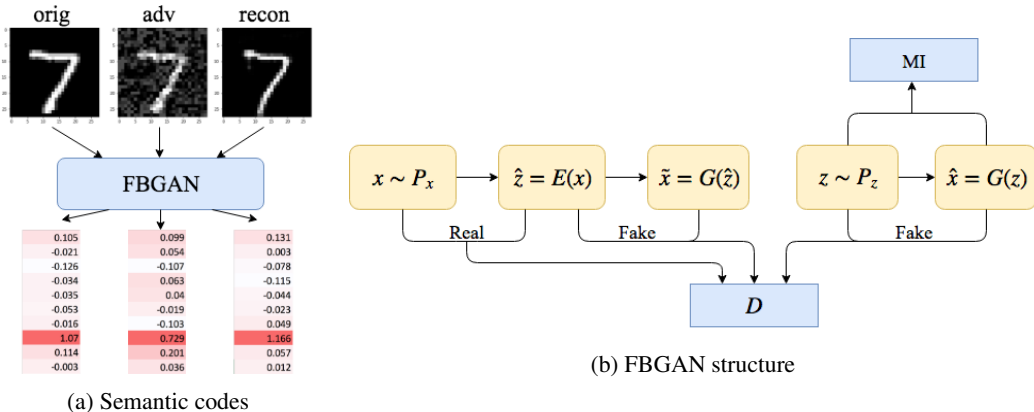 orig adv recon
FBGAN
0.105 0.099 0.131
-0.021 0.054 0.003
-0.126 -0.107 -0.078
-0.034 0.063 -0.115
-0.035 0.04 -0.044
-0.053 -0.019 -0.023
-0.016 -0.103 0.049
1.07 0.729 1.166
0.114 0.201 0.057
-0.003 0.036 0.012
(a) Semantic codes
MI
x ~ P_x ẑ = E(x) x̃ = G(ẑ) z ~ P_z x̂ = G(z)
Real Fake Fake
D
(b) FBGAN structure